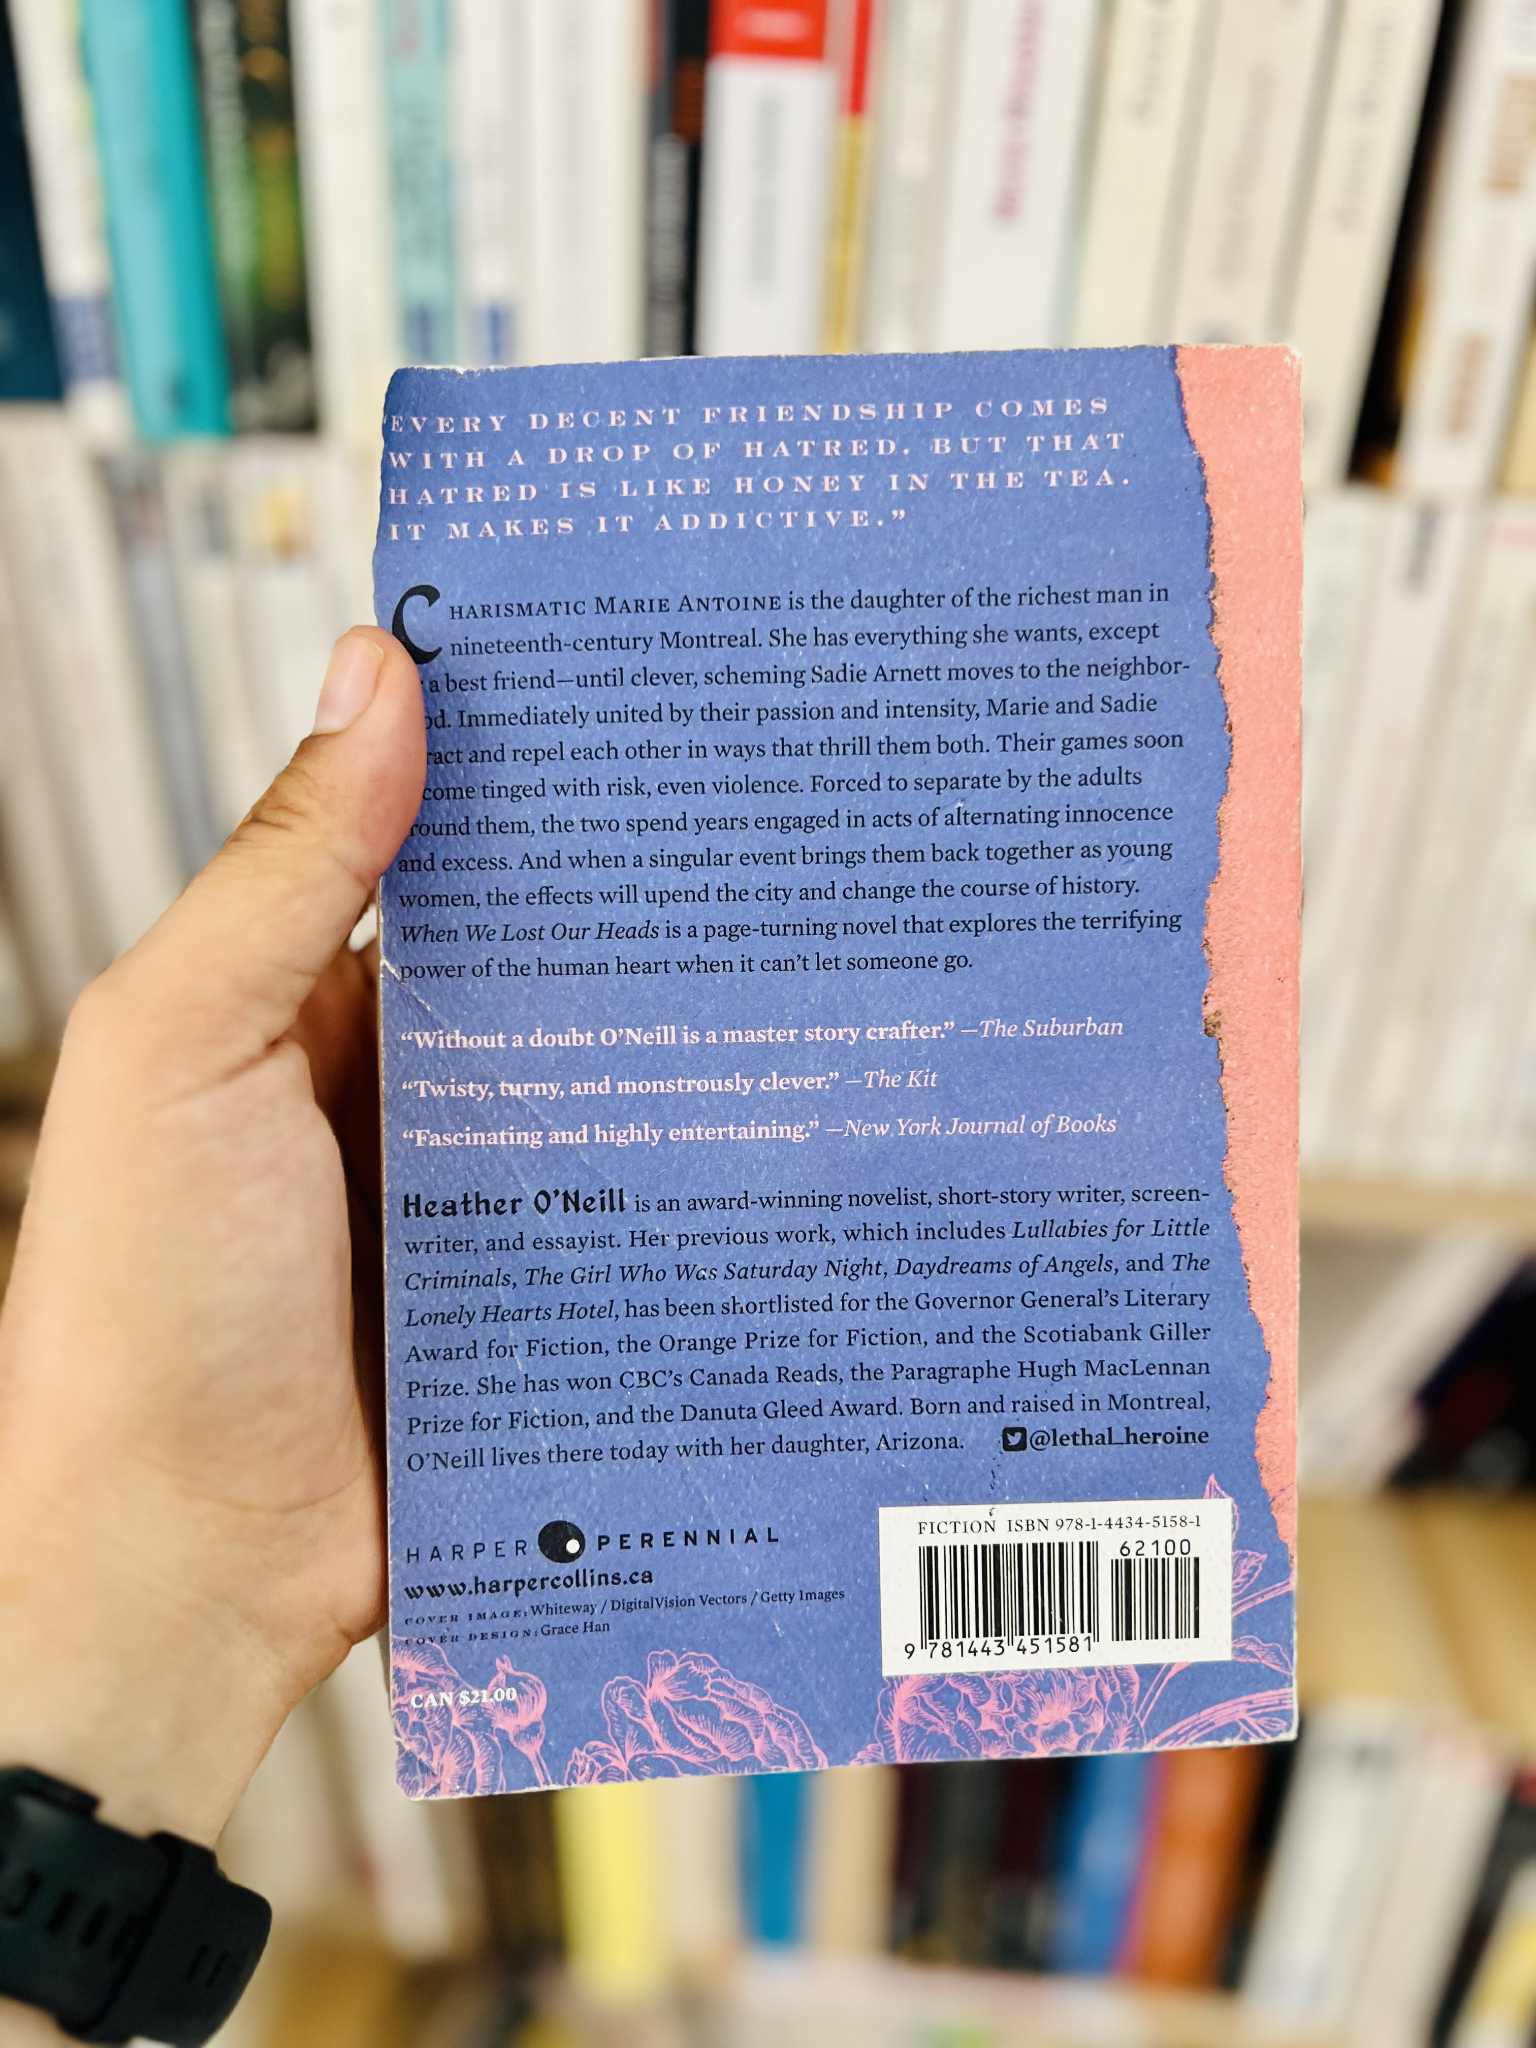 EVERY DECENT FRIENDSHIP COMES
WITH A DROP OF HATRED. BUT THAT
HATRED IS LIKE HONEY IN THE TEA.
IT MAKES IT ADDICTIVE.”
CHARISMATIC MARIE ANTOINE is the daughter of the richest man in
nineteenth-century Montreal. She has everything she wants, except
a best friend—until clever, scheming Sadie Arnett moves to the neighbor-
od. Immediately united by their passion and intensity, Marie and Sadie
ract and repel each other in ways that thrill them both. Their games soon
come tinged with risk, even violence. Forced to separate by the adults
round them, the two spend years engaged in acts of alternating innocence
and excess. And when a singular event brings them back together as young
women, the effects will upend the city and change the course of history.
When We Lost Our Heads is a page-turning novel that explores the terrifying
power of the human heart when it can’t let someone go.
“Without a doubt O’Neill is a master story crafter.” —The Suburban
“Twisty, turny, and monstrously clever.” —The Kit
“Fascinating and highly entertaining.” —New York Journal of Books
Heather O’Neill is an award-winning novelist, short-story writer, screen-
writer, and essayist. Her previous work, which includes Lullabies for Little
Criminals, The Girl Who Was Saturday Night, Daydreams of Angels, and The
Lonely Hearts Hotel, has been shortlisted for the Governor General’s Literary
Award for Fiction, the Orange Prize for Fiction, and the Scotiabank Giller
Prize. She has won CBC’s Canada Reads, the Paragraphe Hugh MacLennan
Prize for Fiction, and the Danuta Gleed Award. Born and raised in Montreal,
O’Neill lives there today with her daughter, Arizona. @lethal_heroine
HARPER PERENNIAL
www.harpercollins.ca
COVER IMAGE: Whiteway / DigitalVision Vectors / Getty Images
COVER DESIGN: Grace Han
CAN $21.00
FICTION ISBN 978-1-4434-5158-1
62100
9 781443 451581